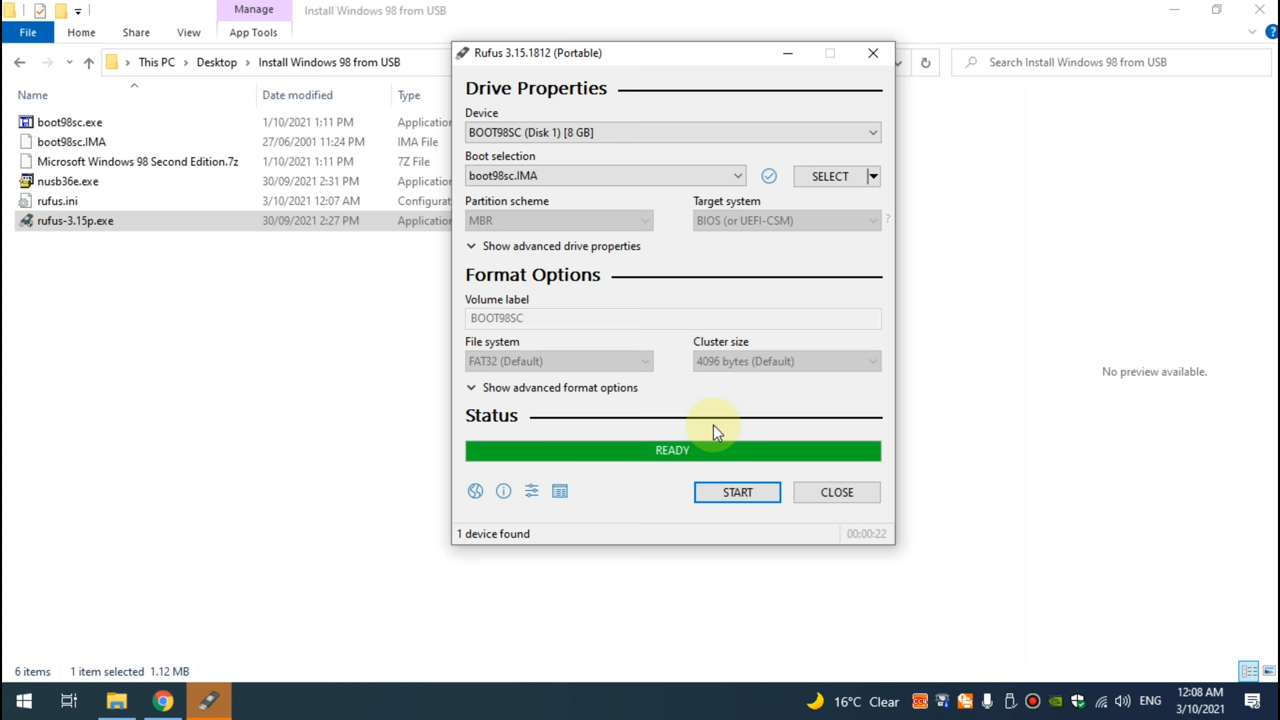 Manage
Install Windows 98 from USB
File
Home
Share
View
App Tools
This PC
Desktop
Install Windows 98 from USB
Search Install Windows 98 from USB
Name
Date modified
Type
boot98sc.exe
1/10/2021 1:11 PM
Applicatio
boot98sc.IMA
27/06/2001 11:24 PM
IMA File
Microsoft Windows 98 Second Edition.7z
1/10/2021 1:11 PM
7Z File
nusb36e.exe
30/09/2021 2:31 PM
Applicatio
rufus.ini
3/10/2021 12:07 AM
Configurat
rufus-3.15p.exe
30/09/2021 2:27 PM
Applicatio
Rufus 3.15.1812 (Portable)
Drive Properties
Device
BOOT98SC (Disk 1) [8 GB]
Boot selection
boot98sc.IMA
SELECT
Partition scheme
Target system
MBR
BIOS (or UEFI-CSM)
?
Show advanced drive properties
Format Options
Volume label
BOOT98SC
File system
Cluster size
FAT32 (Default)
4096 bytes (Default)
Show advanced format options
Status
READY
START
CLOSE
1 device found
00:00:22
No preview available.
6 items
1 item selected 1.12 MB
16°C Clear
ENG
12:08 AM
3/10/2021